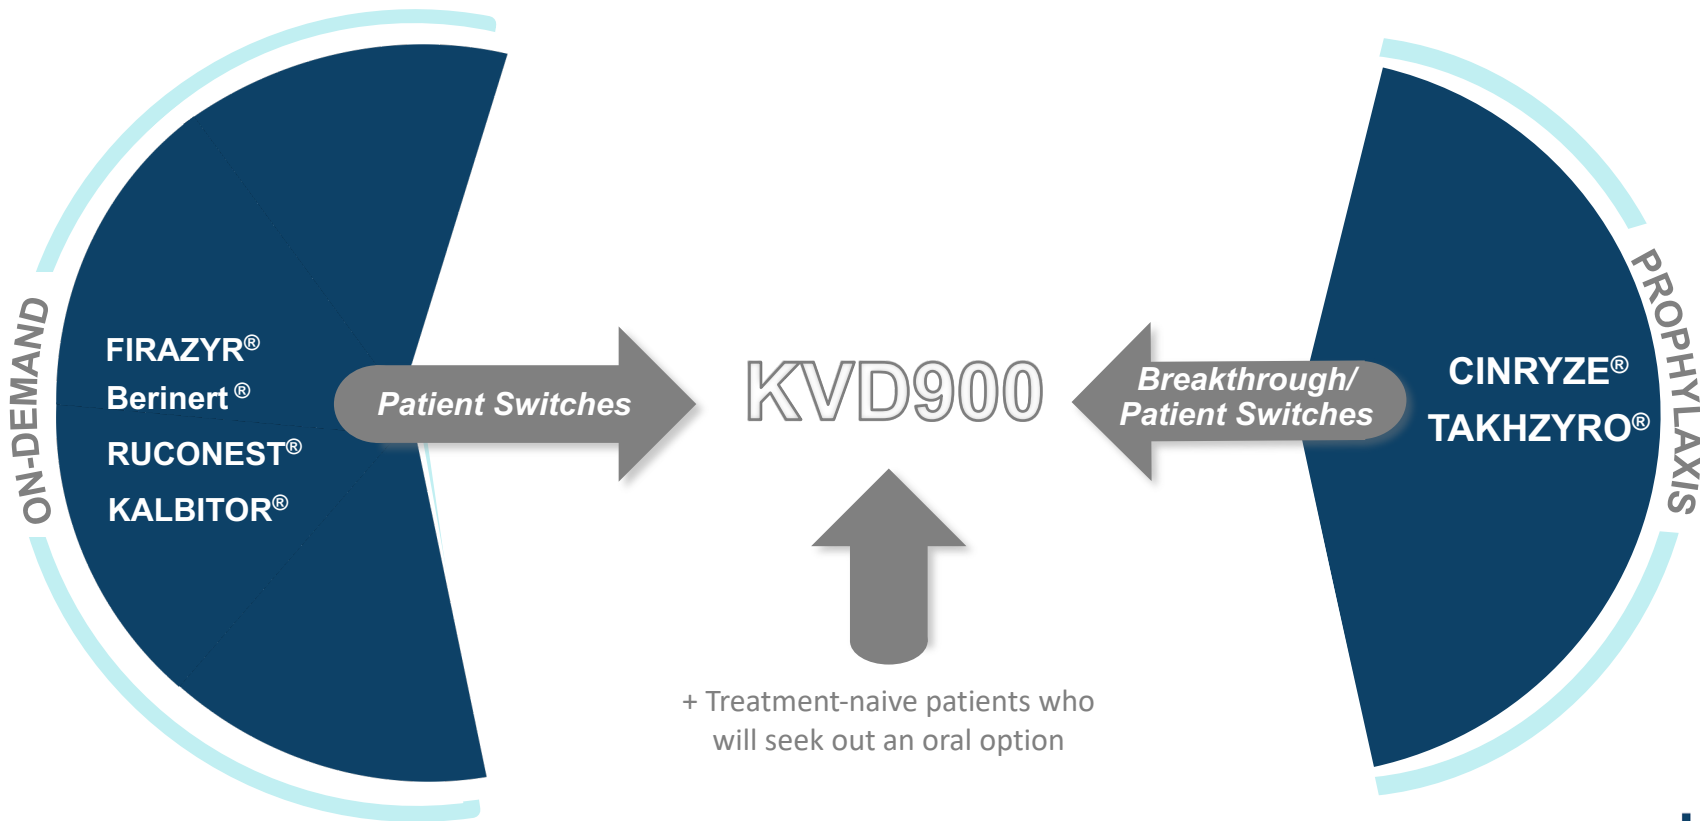 ON-DEMAND
FIRAZYR®
Berinert ®
RUCONEST®
KALBITOR®
Patient Switches
KVD900
Breakthrough/
Patient Switches
CINRYZE®
TAKHZYRO®
PROPHYLAXIS
+ Treatment-naive patients who
will seek out an oral option